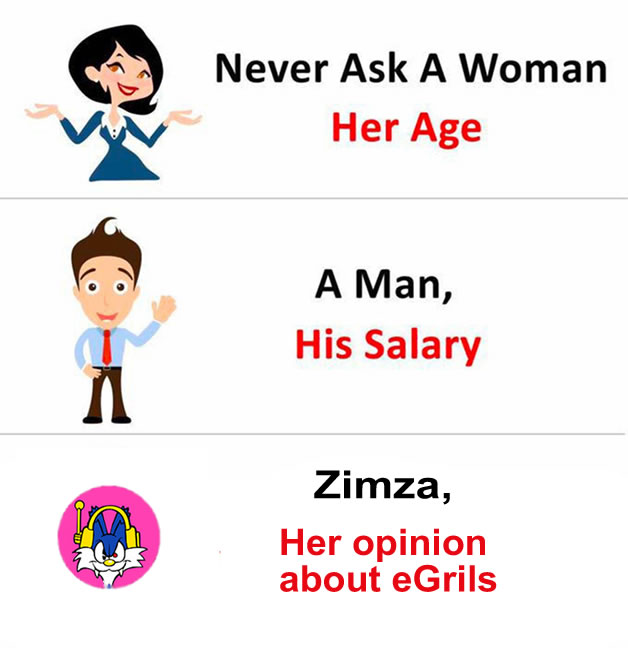 Never Ask A Woman
Her Age
A Man,
His Salary
Zimza,
Her opinion
about eGrils